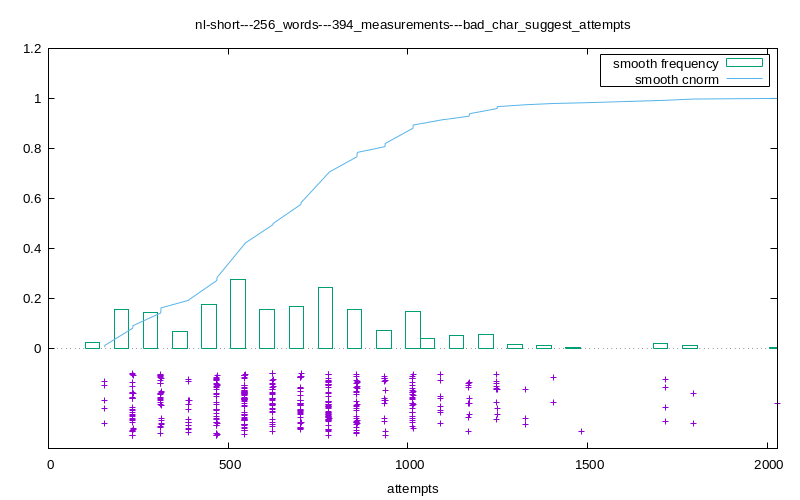 nl-short---256_words---394_measurements---bad_char_suggest_attempts
smooth frequency
smooth cnorm
1.2
1
0.8
0.6
0.4
0.2
0
0 500 1000 1500 2000
attempts